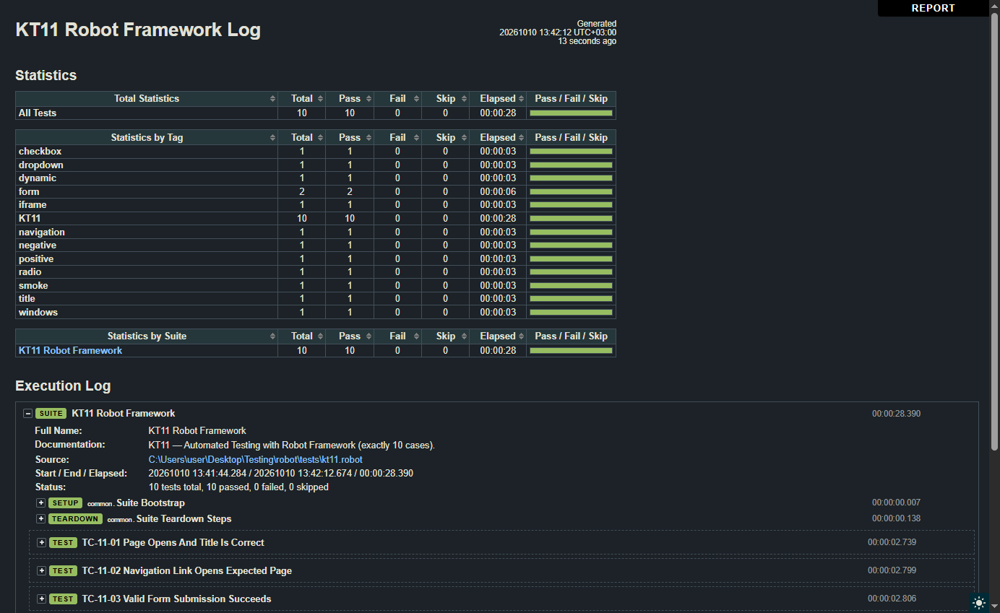 REPORT
KT11 Robot Framework Log
Generated
20261010 13:42:12 UTC+03:00
13 seconds ago
Statistics
Total Statistics Total Pass Fail Skip Elapsed Pass / Fail / Skip
All Tests 10 10 0 0 00:00:28
Statistics by Tag Total Pass Fail Skip Elapsed Pass / Fail / Skip
checkbox 1 1 0 0 00:00:03
dropdown 1 1 0 0 00:00:03
dynamic 1 1 0 0 00:00:03
form 2 2 0 0 00:00:06
iframe 1 1 0 0 00:00:03
KT11 10 10 0 0 00:00:28
navigation 1 1 0 0 00:00:03
negative 1 1 0 0 00:00:03
positive 1 1 0 0 00:00:03
radio 1 1 0 0 00:00:03
smoke 1 1 0 0 00:00:03
title 1 1 0 0 00:00:03
windows 1 1 0 0 00:00:03
Statistics by Suite Total Pass Fail Skip Elapsed Pass / Fail / Skip
KT11 Robot Framework 10 10 0 0 00:00:28
Execution Log
SUITE KT11 Robot Framework 00:00:28.390
Full Name: KT11 Robot Framework
Documentation: KT11 — Automated Testing with Robot Framework (exactly 10 cases).
Source: C:\Users\user\Desktop\Testing\robot\tests\kt11.robot
Start / End / Elapsed: 20261010 13:41:44.284 / 20261010 13:42:12.674 / 00:00:28.390
Status: 10 tests total, 10 passed, 0 failed, 0 skipped
SETUP common. Suite Bootstrap 00:00:00.007
TEARDOWN common. Suite Teardown Steps 00:00:00.138
TEST TC-11-01 Page Opens And Title Is Correct 00:00:02.739
TEST TC-11-02 Navigation Link Opens Expected Page 00:00:02.799
TEST TC-11-03 Valid Form Submission Succeeds 00:00:02.806